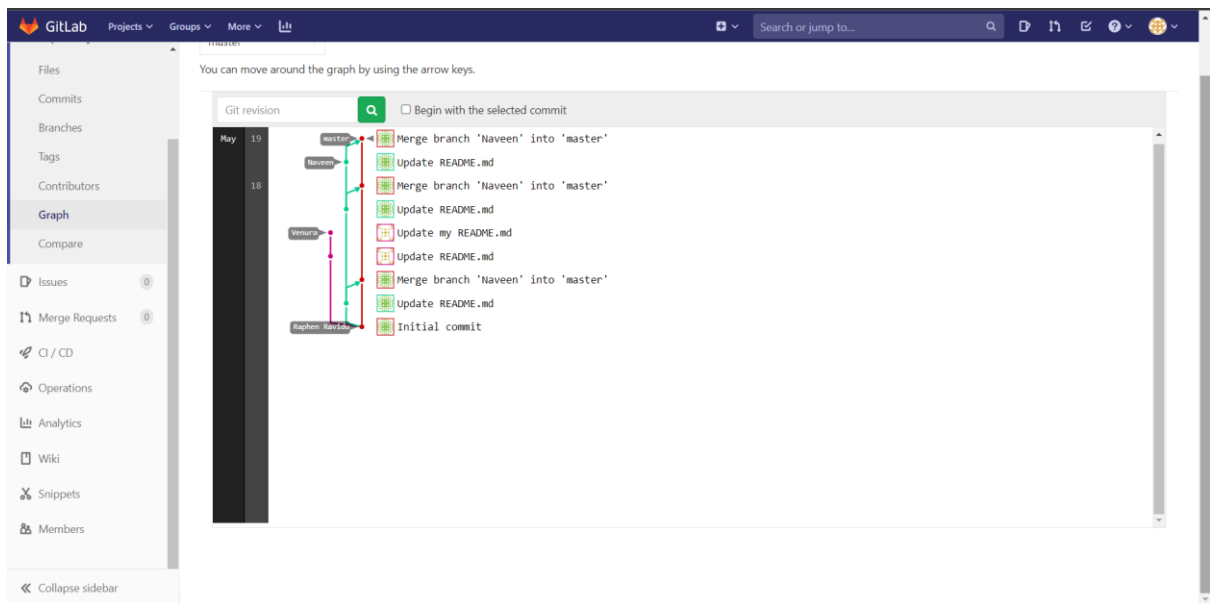 GitLab Projects Groups More Search or jump to...
master
You can move around the graph by using the arrow keys.
Files
Commits
Branches
Tags
Contributors
Graph
Compare
Issues 0
Merge Requests 0
CI / CD
Operations
Analytics
Wiki
Snippets
Members
Collapse sidebar
Git revision Begin with the selected commit
May 19 master Merge branch 'Naveen' into 'master'
Naveen Update README.md
18 Merge branch 'Naveen' into 'master'
Update README.md
Venura Update my README.md
Update README.md
Merge branch 'Naveen' into 'master'
Update README.md
Raphen Ravidu Initial commit